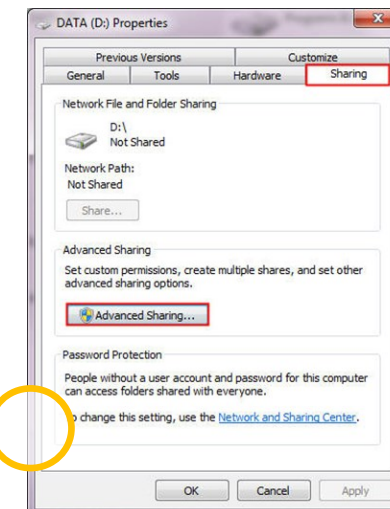 DATA (D:) Properties
Previous Versions Customize
General Tools Hardware Sharing
Network File and Folder Sharing
D:\
Not Shared
Network Path:
Not Shared
Share...
Advanced Sharing
Set custom permissions, create multiple shares, and set other
advanced sharing options.
Advanced Sharing...
Password Protection
People without a user account and password for this computer
can access folders shared with everyone.
o change this setting, use the Network and Sharing Center.
OK Cancel Apply